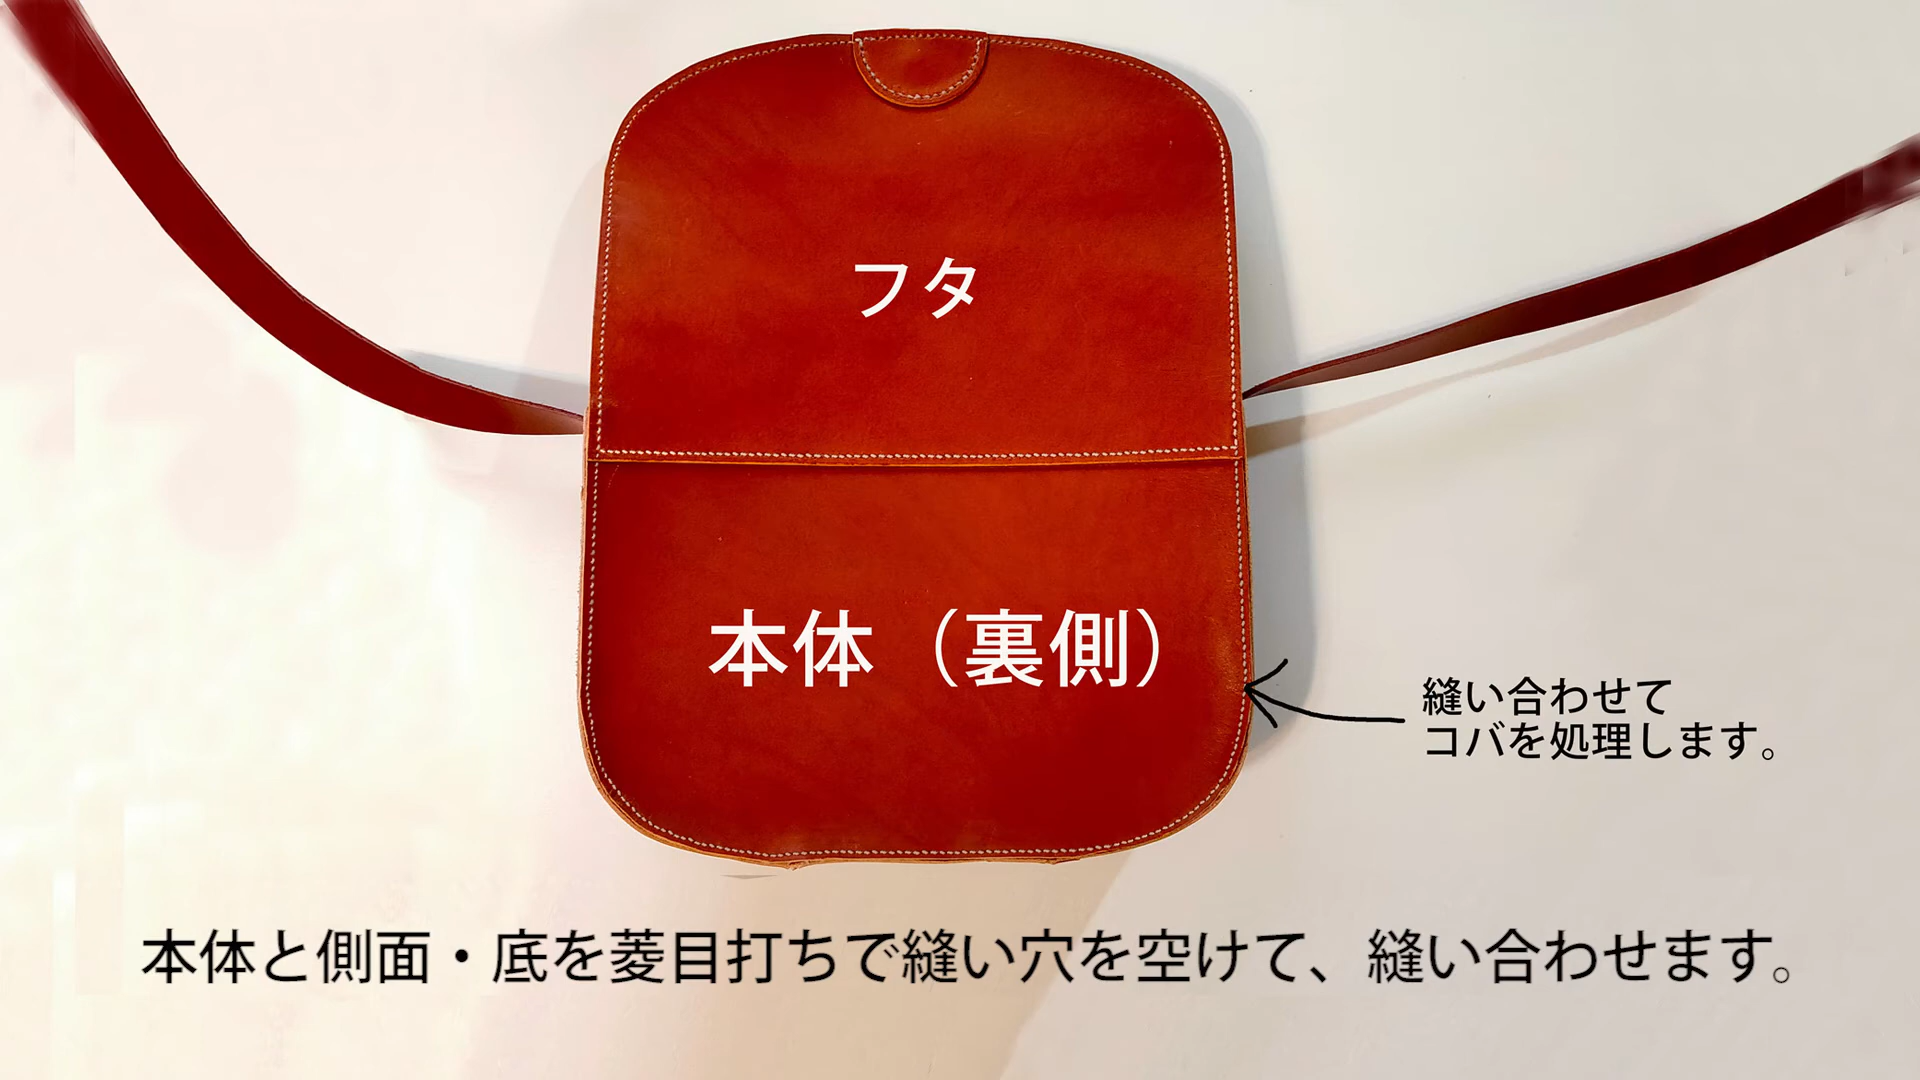 フタ
本体（裏側）
縫い合わせて
コバを処理します。
本体と側面・底を菱目打ちで縫い穴を空けて、縫い合わせます。